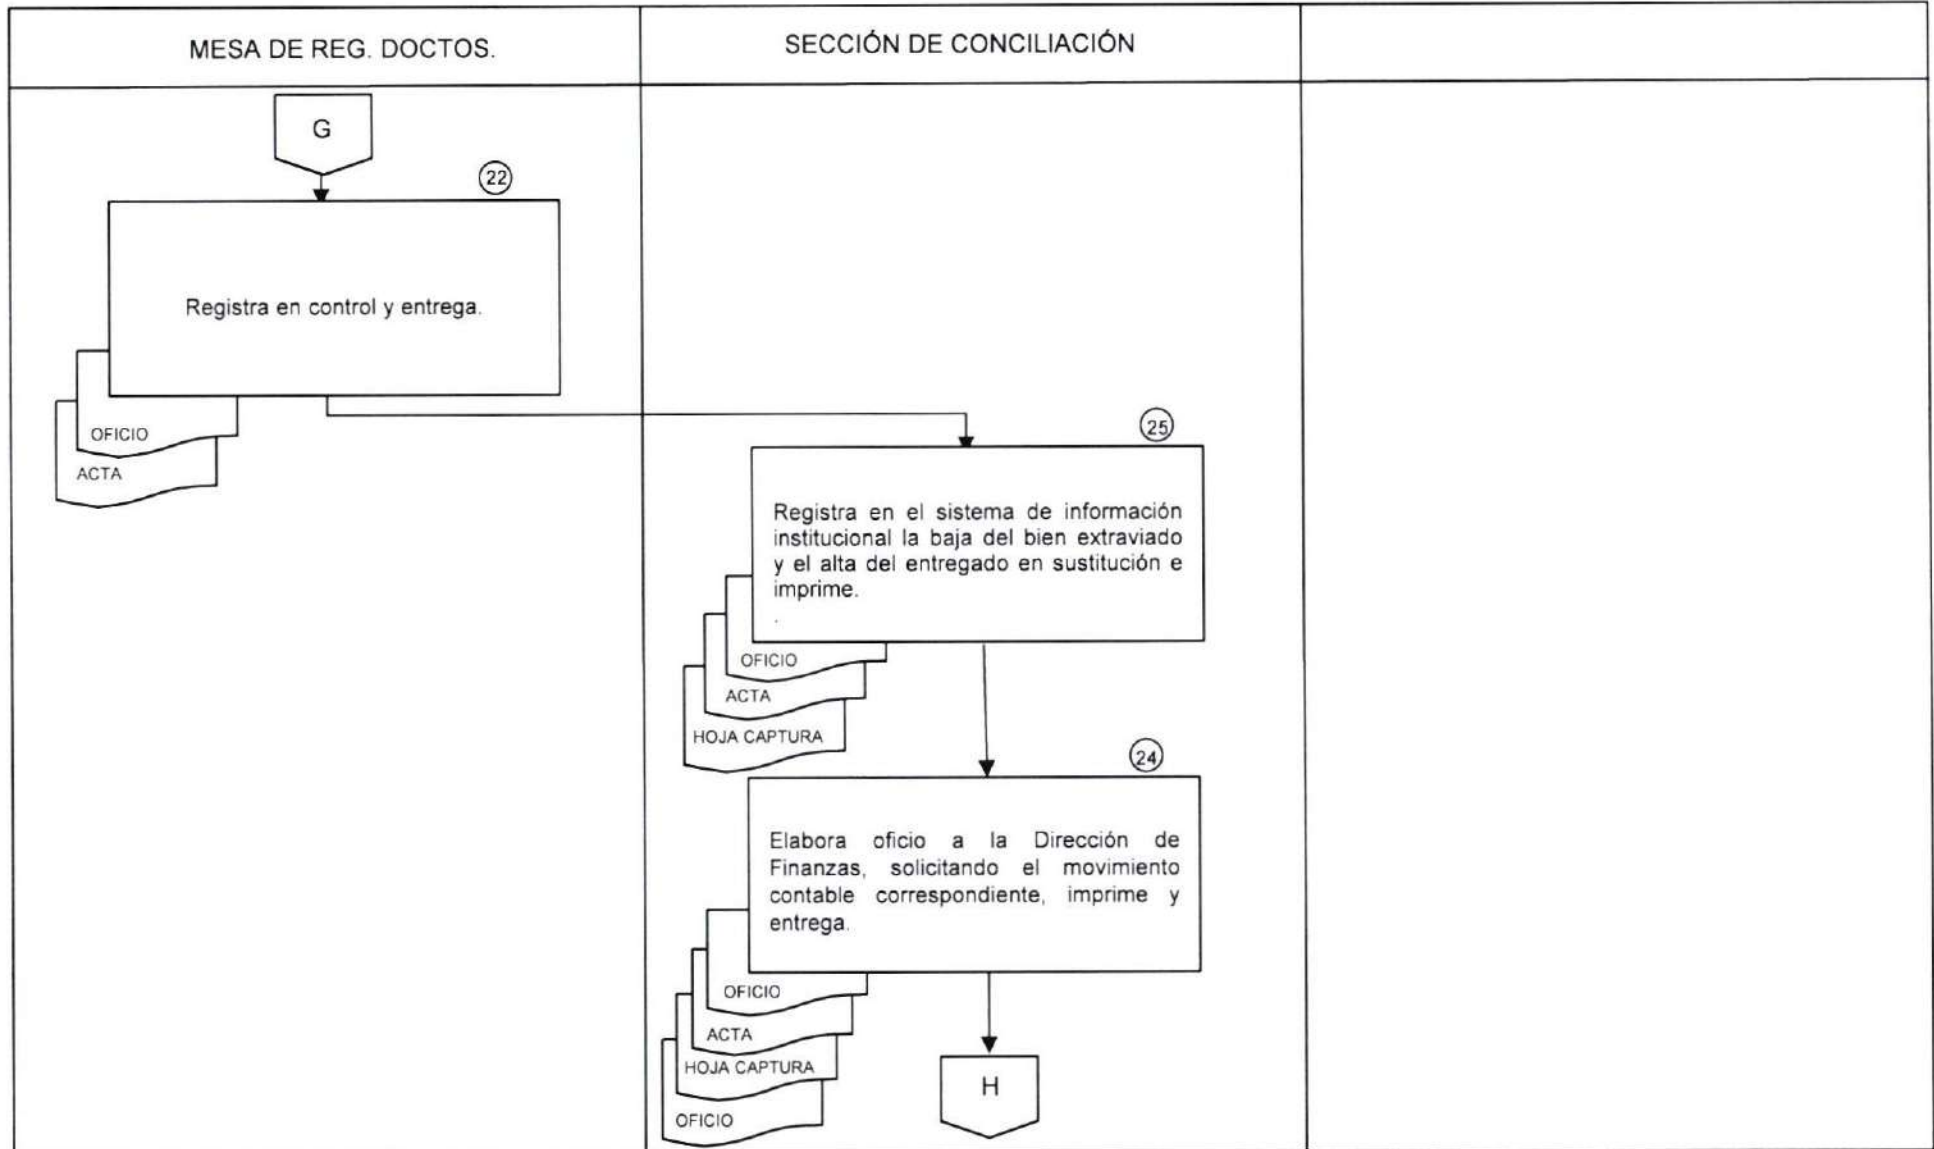 MESA DE REG. DOCTOS.
SECCIÓN DE CONCILIACIÓN
G
22
Registra en control y entrega.
OFICIO
ACTA
25
Registra en el sistema de información
institucional la baja del bien extraviado
y el alta del entregado en sustitución e
imprime.
.
OFICIO
ACTA
HOJA CAPTURA
24
Elabora oficio a la Dirección de
Finanzas, solicitando el movimiento
contable correspondiente, imprime y
entrega.
OFICIO
ACTA
HOJA CAPTURA
OFICIO
H